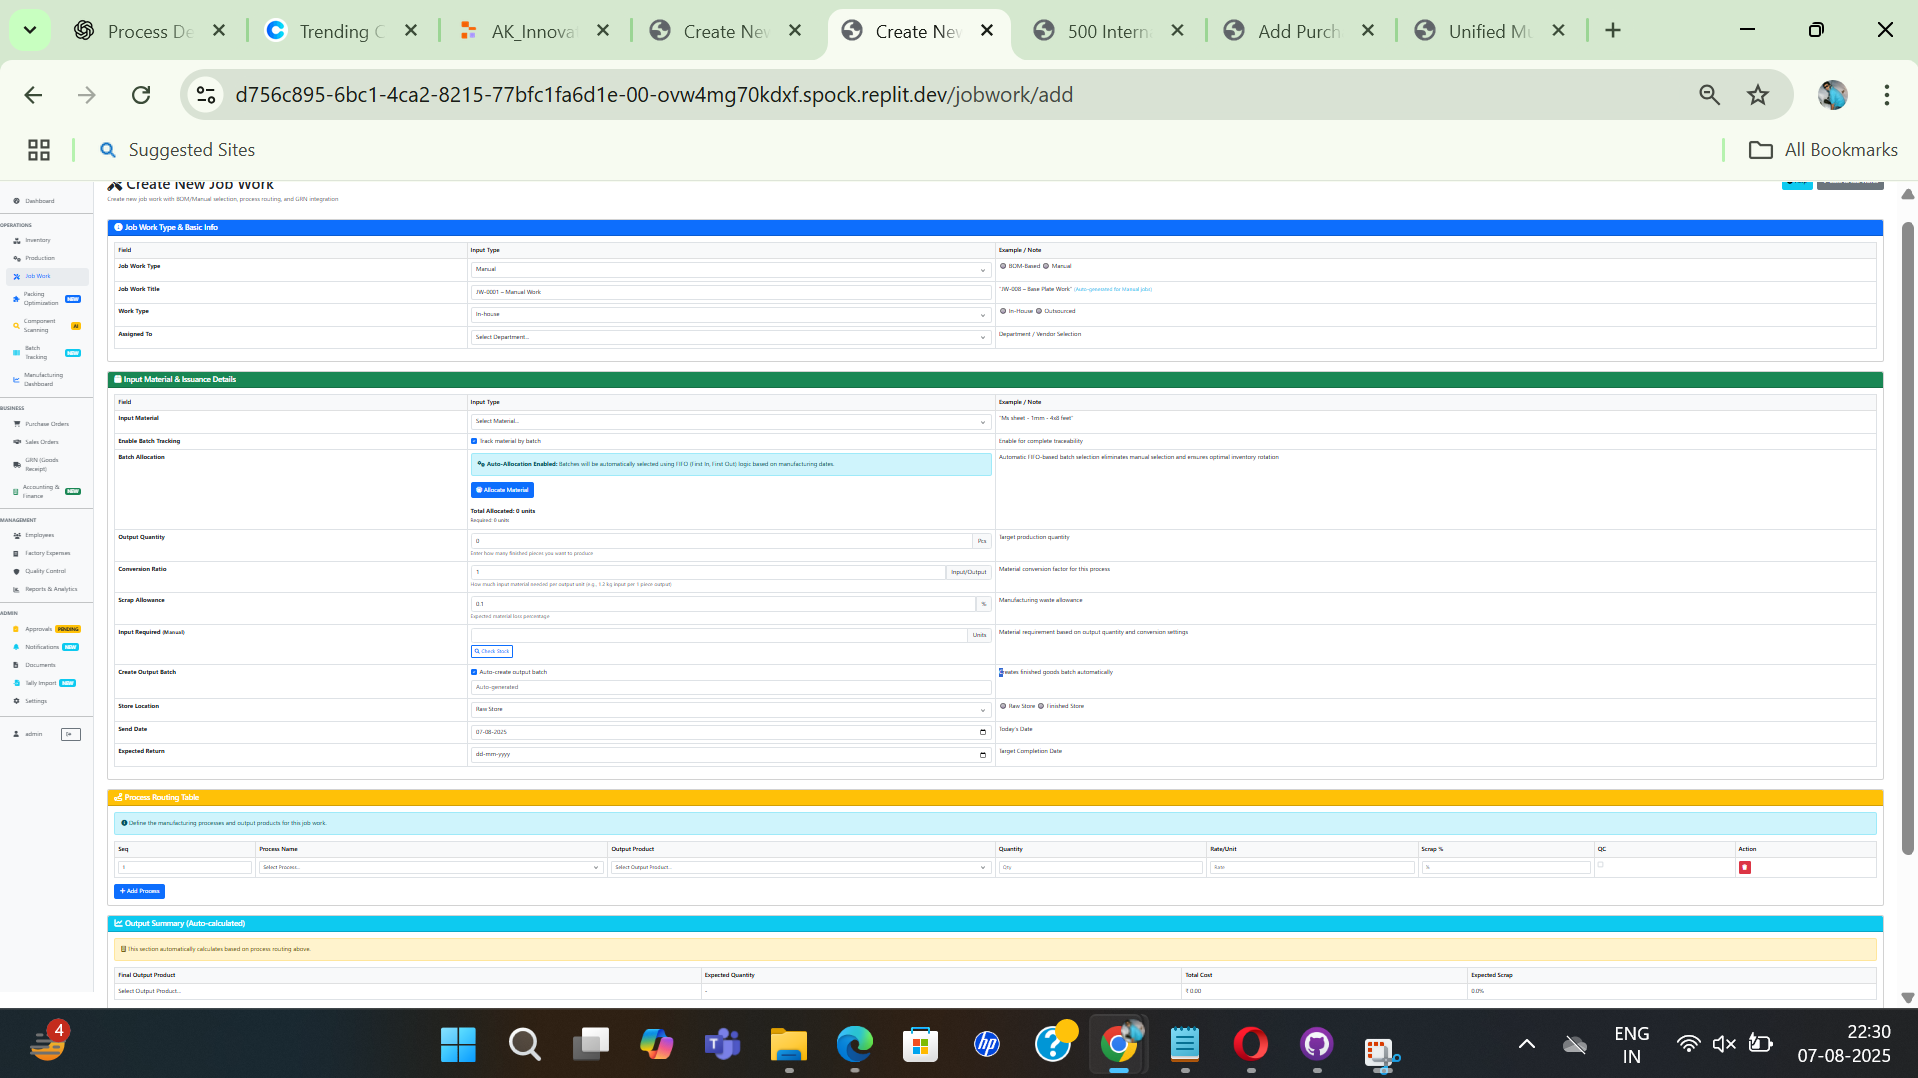 Process De
Trending C
AK_Innova
Create New
Create New
500 Intern
Add Purch
Unified Mu
d756c895-6bc1-4ca2-8215-77bfc1fa6d1e-00-ovw4mg70kdxf.spock.replit.dev/jobwork/add
Suggested Sites
All Bookmarks
Dashboard
OPERATIONS
Inventory
Production
Job Work
Packing Optimization NEW
Component Scanning AI
Batch Tracking NEW
Manufacturing Dashboard
BUSINESS
Purchase Orders
Sales Orders
GRN (Goods Receipt)
Accounting & Finance NEW
MANAGEMENT
Employees
Factory Expenses
Quality Control
Reports & Analytics
ADMIN
Approvals PENDING
Notifications NEW
Documents
Tally Import NEW
Settings
admin
Create New Job Work
Create new job work with BOM/Manual selection, process routing, and GRN integration
Job Work Type & Basic Info
Field Input Type Example / Note
Job Work Type Manual BOM-Based Manual
Job Work Title JW-0001 – Manual Work "JW-008 – Base Plate Work" (Auto-generated for Manual jobs)
Work Type In-house In-House Outsourced
Assigned To Select Department... Department / Vendor Selection
Input Material & Issuance Details
Field Input Type Example / Note
Input Material Select Material... "Ms sheet - 1mm - 4x8 feet"
Enable Batch Tracking Track material by batch Enable for complete traceability
Batch Allocation Auto-Allocation Enabled: Batches will be automatically selected using FIFO (First In, First Out) logic based on manufacturing dates. Automatic FIFO-based batch selection eliminates manual selection and ensures optimal inventory rotation
Allocate Material
Total Allocated: 0 units
Required: 0 units
Output Quantity 0 Pcs Target production quantity
Enter how many finished pieces you want to produce
Conversion Ratio 1 Input/Output Material conversion factor for this process
How much input material needed per output unit (e.g., 1.2 kg input per 1 piece output)
Scrap Allowance 0.1 % Manufacturing waste allowance
Expected material loss percentage
Input Required (Manual) Units Material requirement based on output quantity and conversion settings
Check Stock
Create Output Batch Auto-create output batch Creates finished goods batch automatically
Auto-generated
Store Location Raw Store Raw Store Finished Store
Send Date 07-08-2025 Today's Date
Expected Return dd-mm-yyyy Target Completion Date
Process Routing Table
Define the manufacturing processes and output products for this job work.
Seq Process Name Output Product Quantity Rate/Unit Scrap % QC Action
1 Select Process... Select Output Product... Qty Rate %
+ Add Process
Output Summary (Auto-calculated)
This section automatically calculates based on process routing above.
Final Output Product Expected Quantity Total Cost Expected Scrap
Select Output Product... - ₹ 0.00 0.0%
4
ENG
IN
22:30
07-08-2025